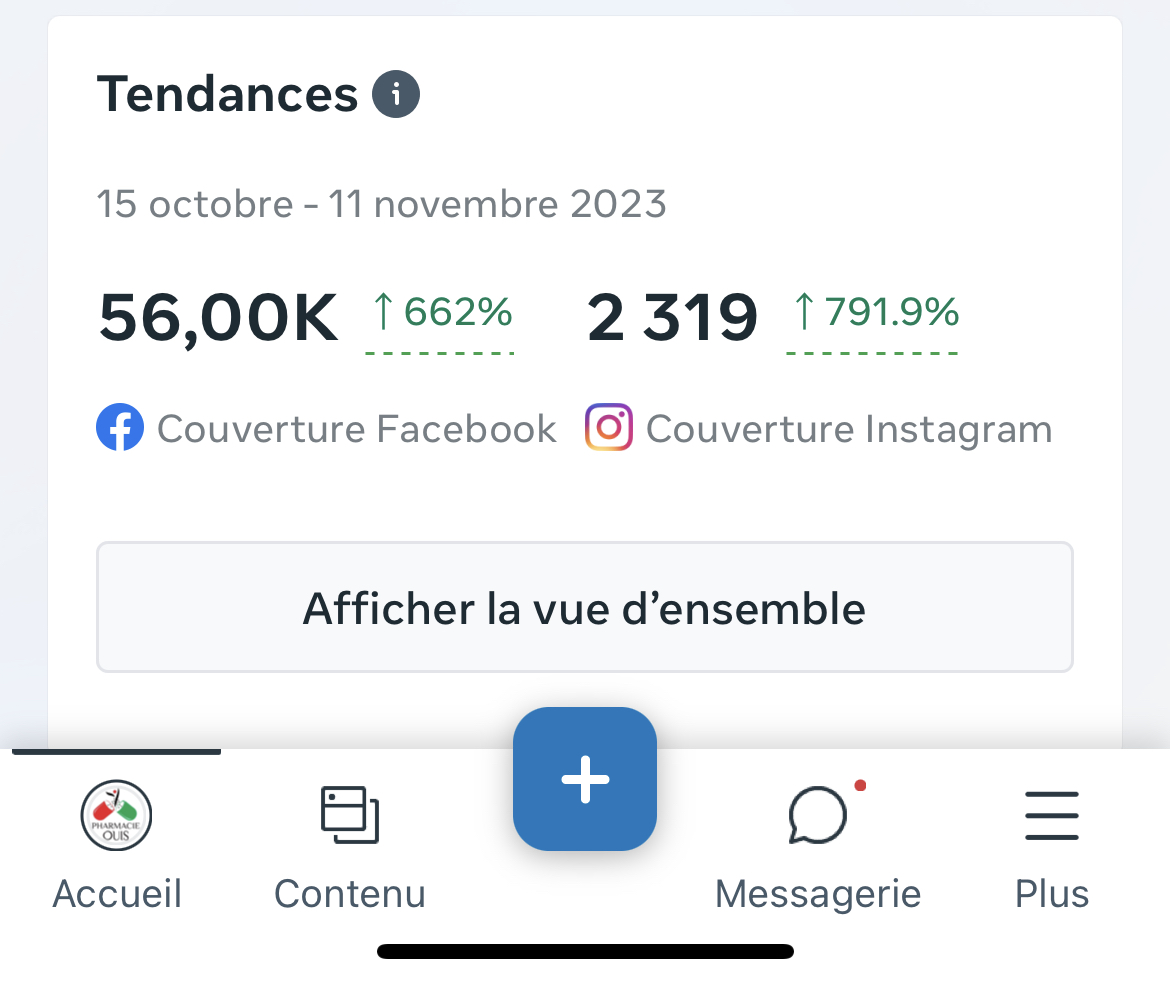 Tendances
15 octobre - 11 novembre 2023
56,00K ↑ 662% 2 319 ↑ 791.9%
Couverture Facebook Couverture Instagram
Afficher la vue d’ensemble
PHARMACIE
OUIS
Accueil Contenu Messagerie Plus